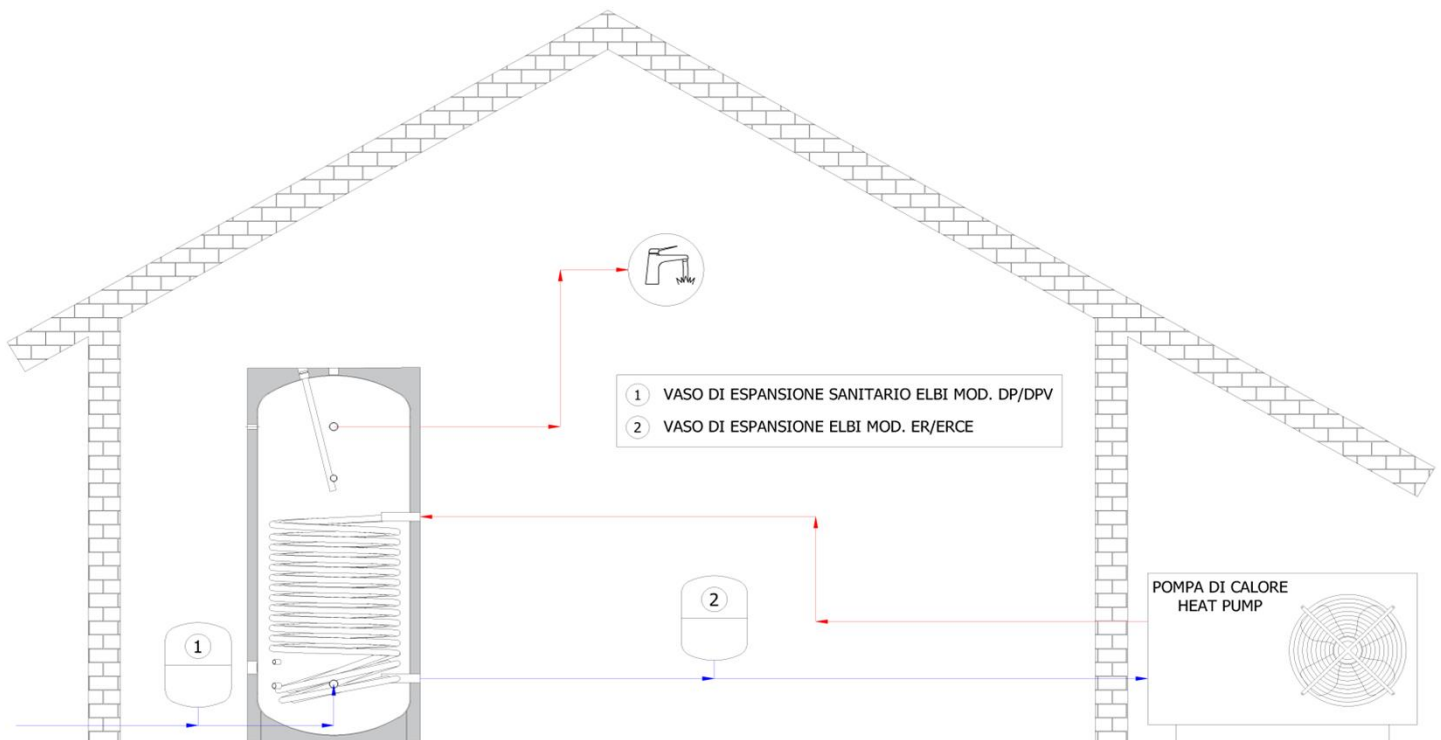 1 VASO DI ESPANSIONE SANITARIO ELBI MOD. DP/DPV
2 VASO DI ESPANSIONE ELBI MOD. ER/ERCE
POMPA DI CALORE
HEAT PUMP
2
1